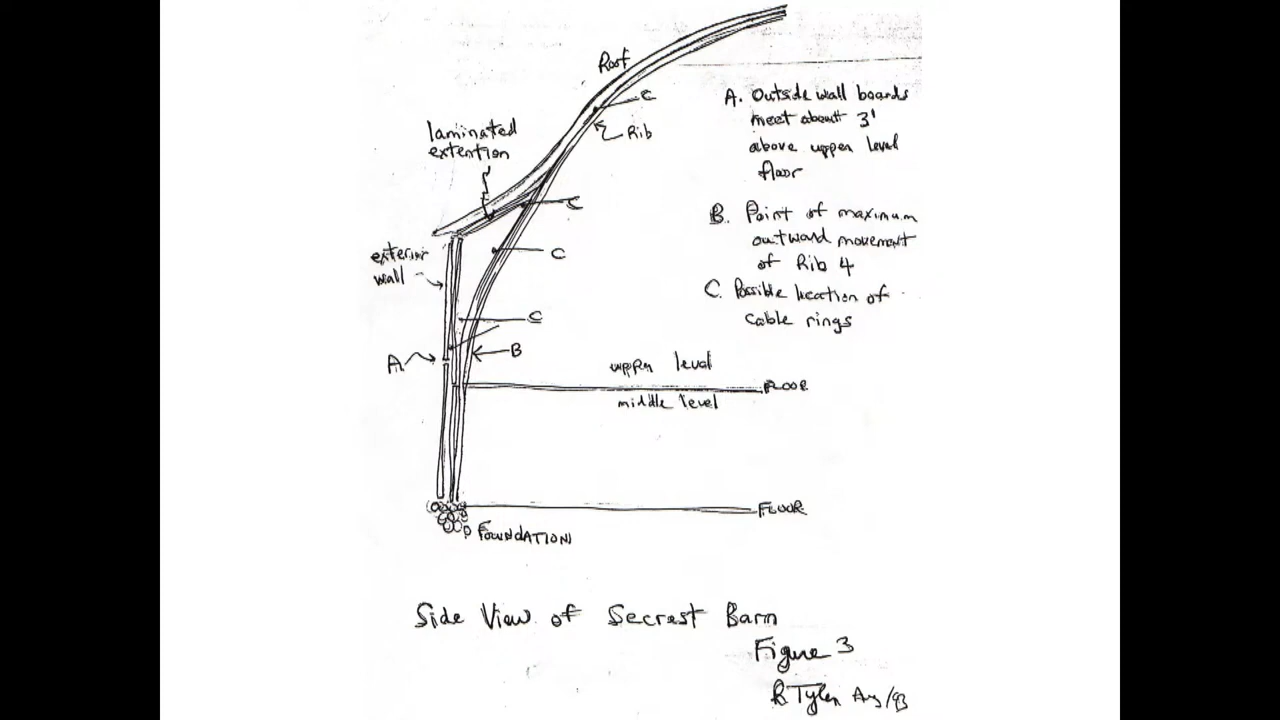 Roof
C
Rib
laminated
extention
C
exterior
wall
C
C
A
B
upper level
FLOOR
middle level
FLOOR
FOUNDATION
A. Outside wall boards
meet about 3'
above upper level
floor
B. Point of maximum
outward movement
of Rib 4
C. Possible location of
cable rings
Side View of Secrest Barn
Figure 3
R Tyler Aug/93